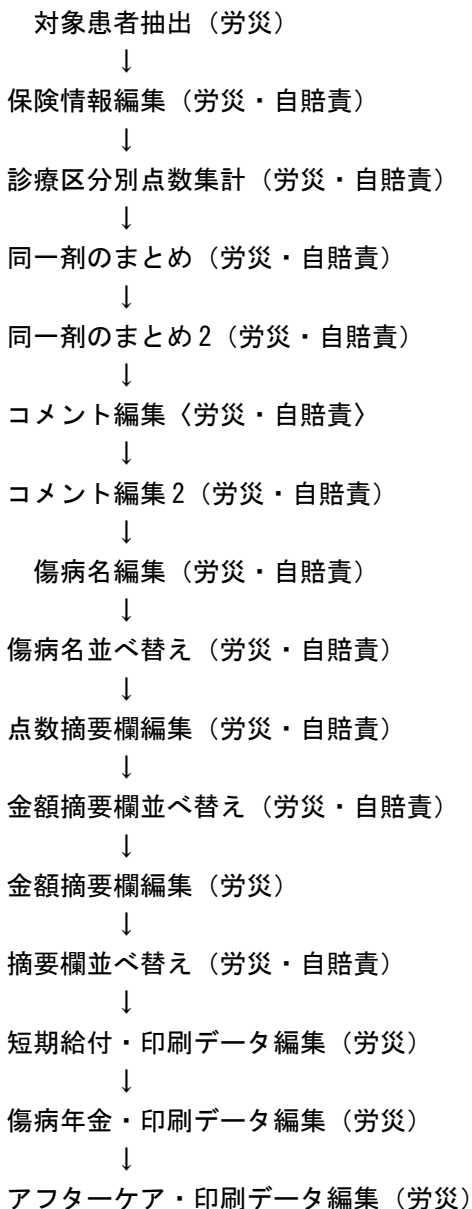 対象患者抽出（労災）
↓
保険情報編集（労災・自賠責）
↓
診療区分別点数集計（労災・自賠責）
↓
同一剤のまとめ（労災・自賠責）
↓
同一剤のまとめ２（労災・自賠責）
↓
コメント編集〈労災・自賠責〉
↓
コメント編集２（労災・自賠責）
↓
傷病名編集（労災・自賠責）
↓
傷病名並べ替え（労災・自賠責）
↓
点数摘要欄編集（労災・自賠責）
↓
金額摘要欄並べ替え（労災・自賠責）
↓
金額摘要欄編集（労災）
↓
摘要欄並べ替え（労災・自賠責）
↓
短期給付・印刷データ編集（労災）
↓
傷病年金・印刷データ編集（労災）
↓
アフターケア・印刷データ編集（労災）